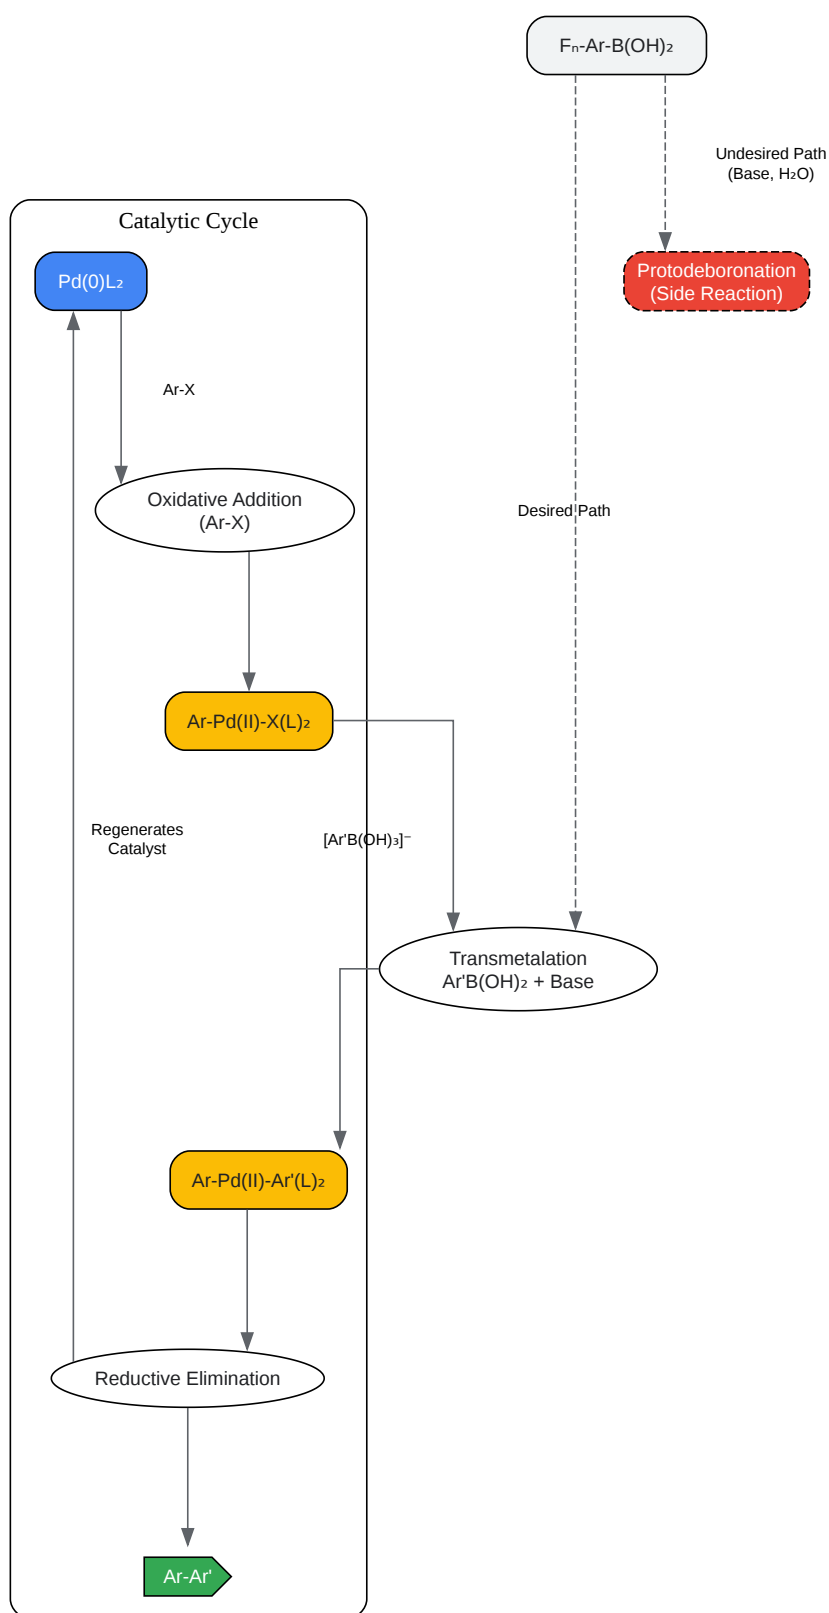 Fₙ-Ar-B(OH)₂
Undesired Path
(Base, H₂O)
Catalytic Cycle
Pd(0)L₂
Protodeboronation
(Side Reaction)
Ar-X
Oxidative Addition
(Ar-X)
Desired Path
Ar-Pd(II)-X(L)₂
Regenerates
Catalyst
[Ar'B(OH)₃]⁻
Transmetalation
Ar'B(OH)₂ + Base
Ar-Pd(II)-Ar'(L)₂
Reductive Elimination
Ar-Ar'